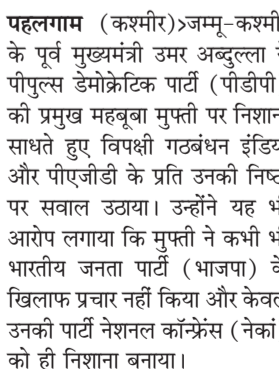 पहलगाम (कश्मीर)>जम्मू-कश्मी
के पूर्व मुख्यमंत्री उमर अब्दुल्ला
पीपुल्स डेमोक्रेटिक पार्टी (पीडीपी
की प्रमुख महबूबा मुफ्ती पर निशान
साधते हुए विपक्षी गठबंधन इंडिय
और पीएजीडी के प्रति उनकी निष्ठ
पर सवाल उठाया। उन्होंने यह भ
आरोप लगाया कि मुफ्ती ने कभी भ
भारतीय जनता पार्टी (भाजपा)
खिलाफ प्रचार नहीं किया और केवल
उनकी पार्टी नेशनल कॉन्फ्रेंस (नेकां
को ही निशाना बनाया।